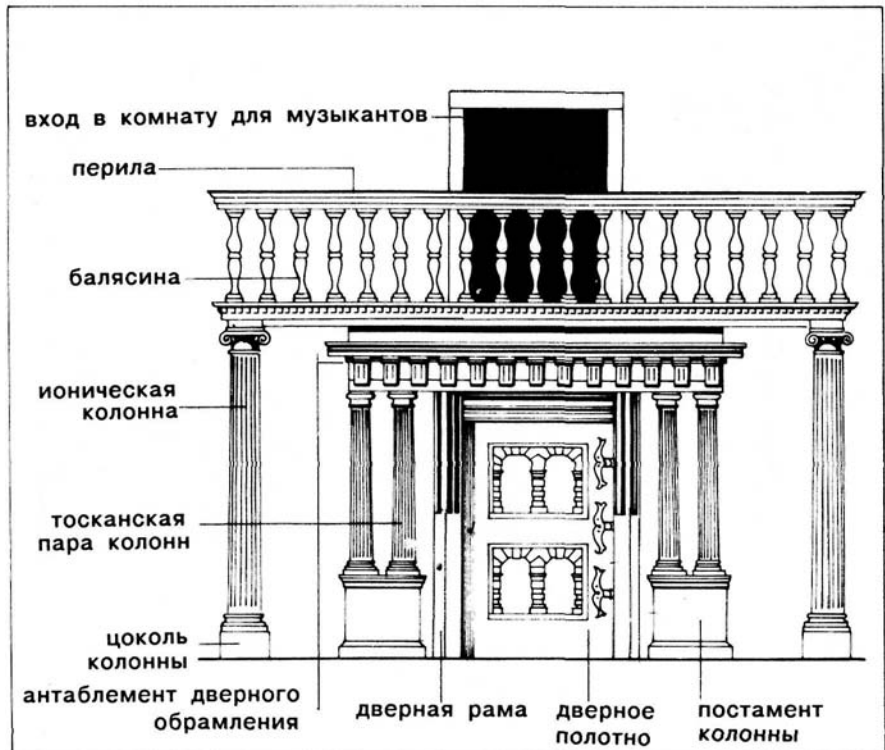 вход в комнату для музыкантов
перила
балясина
ионическая
колонна
тосканская
пара колонн
цоколь
колонны
антаблемент дверного
обрамления
дверная рама
дверное
полотно
постамент
колонны